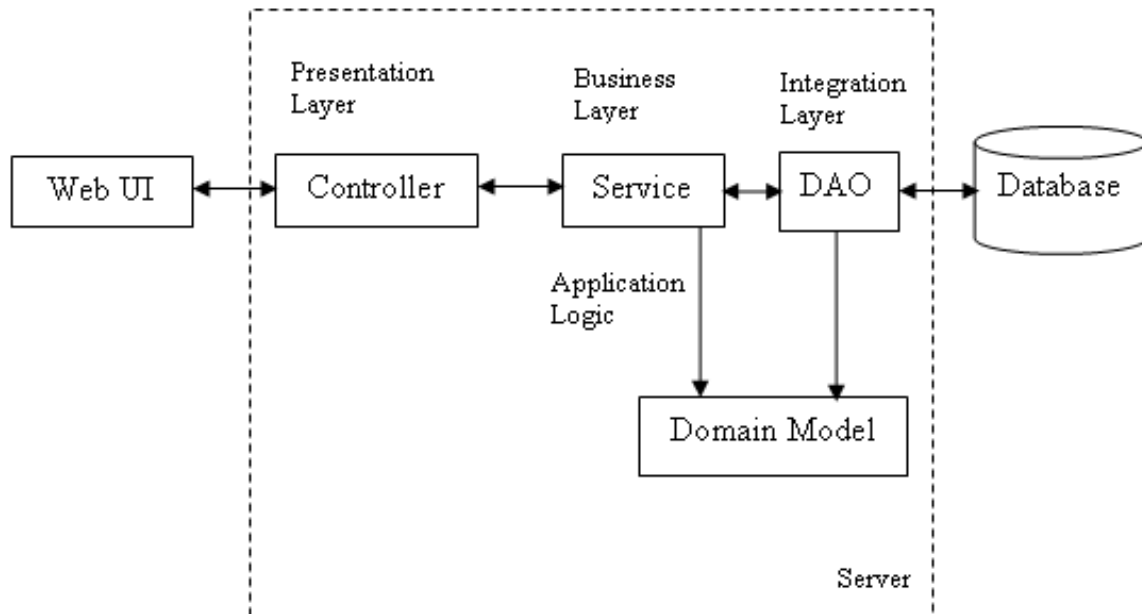 Presentation
Layer
Business
Layer
Integration
Layer
Web UI
Controller
Service
DAO
Database
Application
Logic
Domain Model
Server